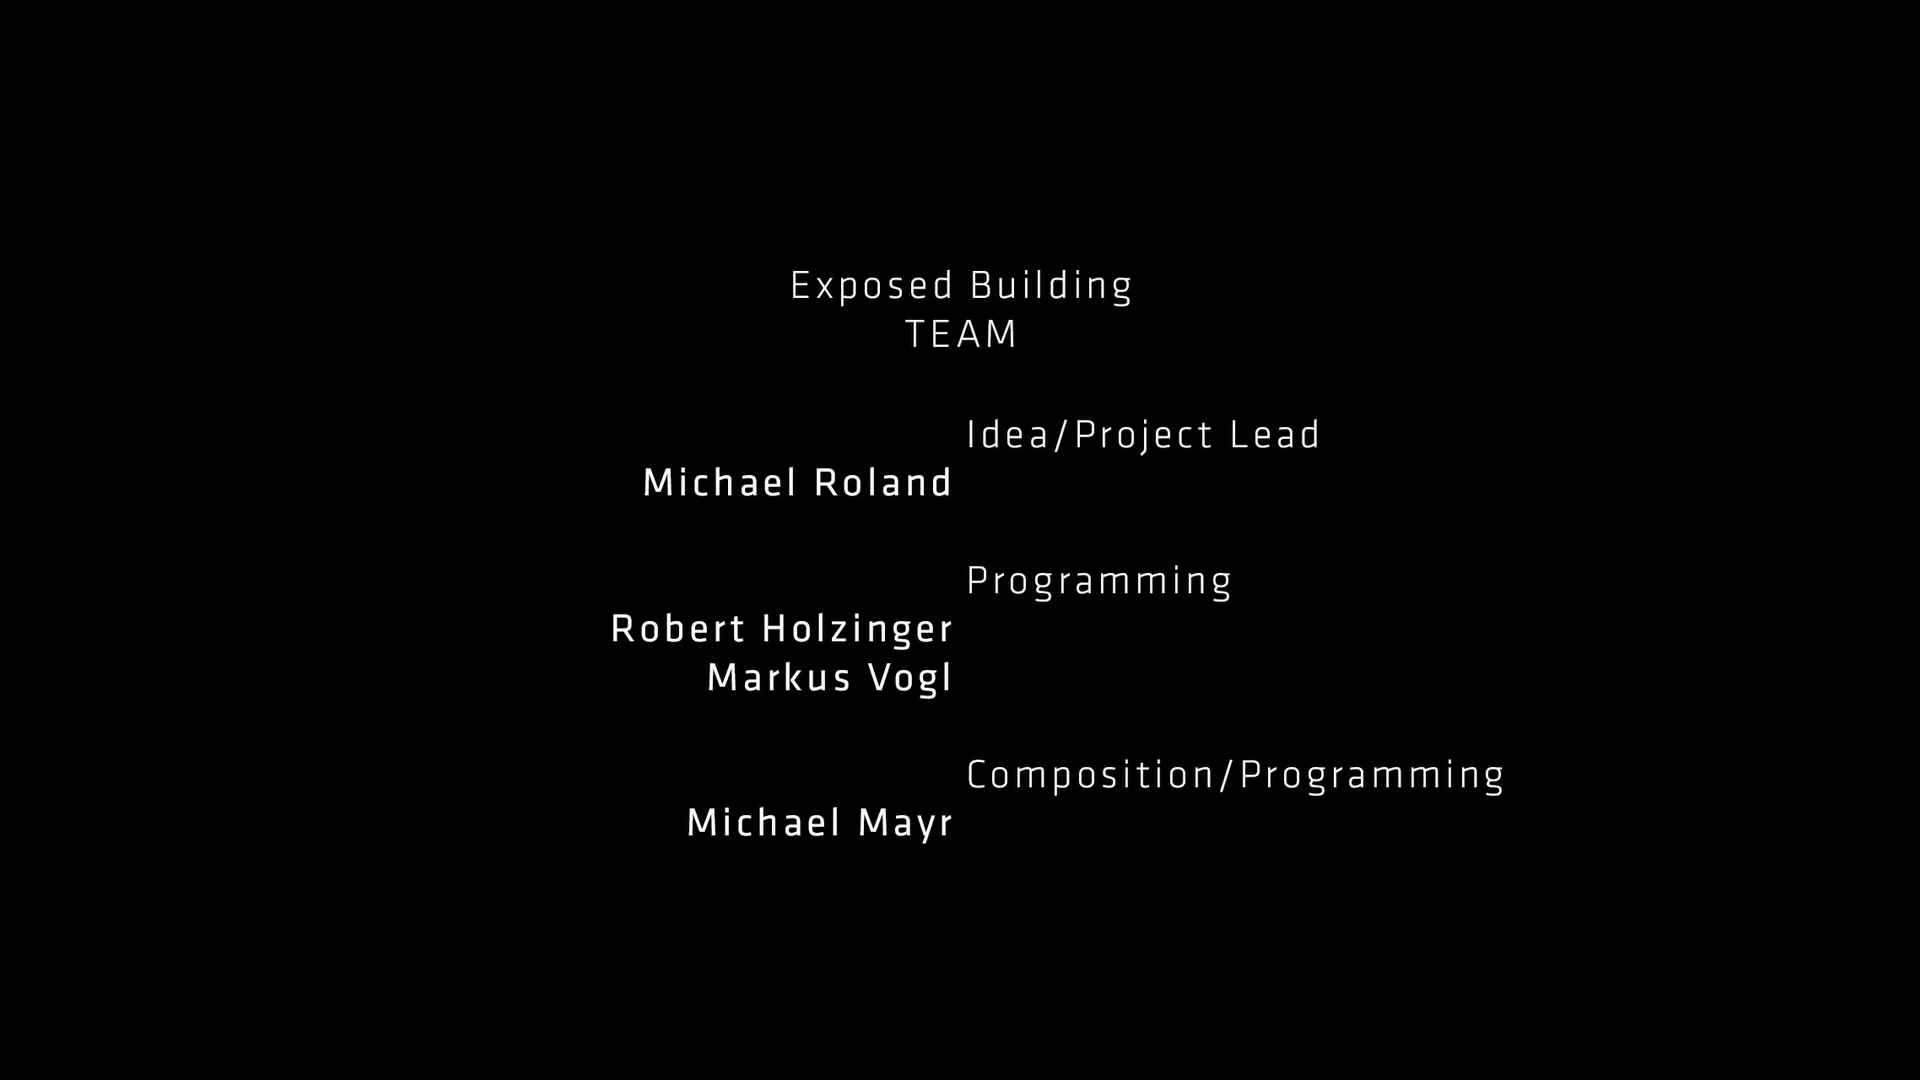 Exposed Building
TEAM
Idea/Project Lead
Michael Roland
Programming
Robert Holzinger
Markus Vogl
Composition/Programming
Michael Mayr